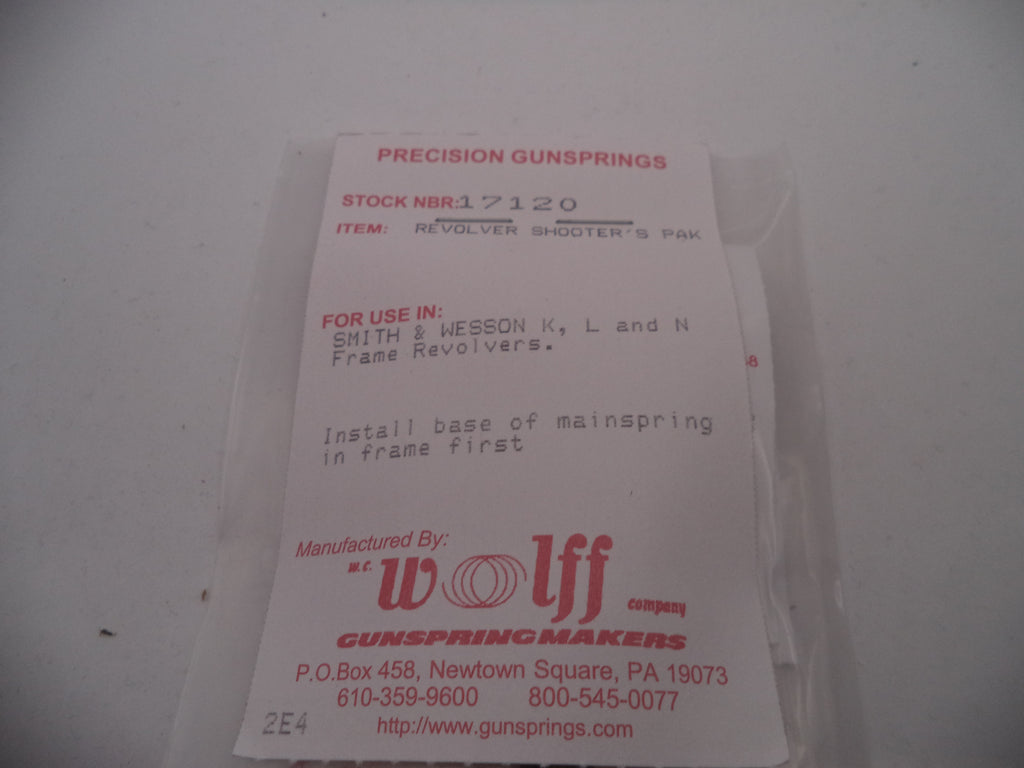 PRECISION GUNSPRINGS
STOCK NBR:17120
ITEM: REVOLVER SHOOTER'S PAK
FOR USE IN:
SMITH & WESSON K, L and N
Frame Revolvers.
8
Install base of mainspring
in frame first
Manufactured By:
w.c. wolff company
GUNSPRINGMAKERS
P.O.Box 458, Newtown Square, PA 19073
610-359-9600 800-545-0077
2E4 http://www.gunsprings.com